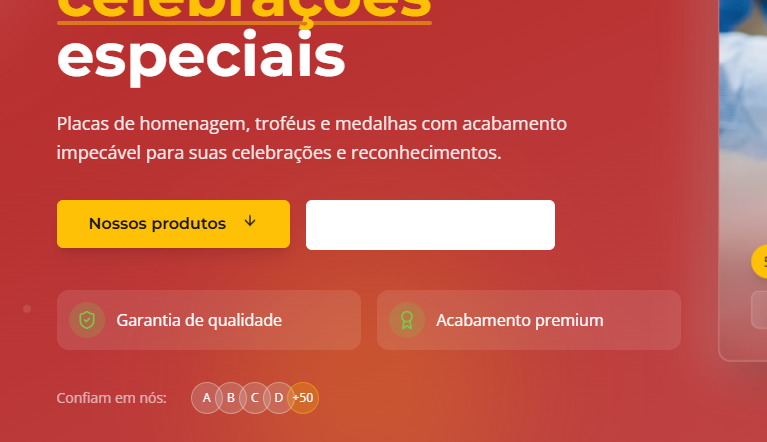 celebrações
especiais
Placas de homenagem, troféus e medalhas com acabamento
impecável para suas celebrações e reconhecimentos.
Nossos produtos
Garantia de qualidade
Acabamento premium
Confiam em nós:
A B C D +50